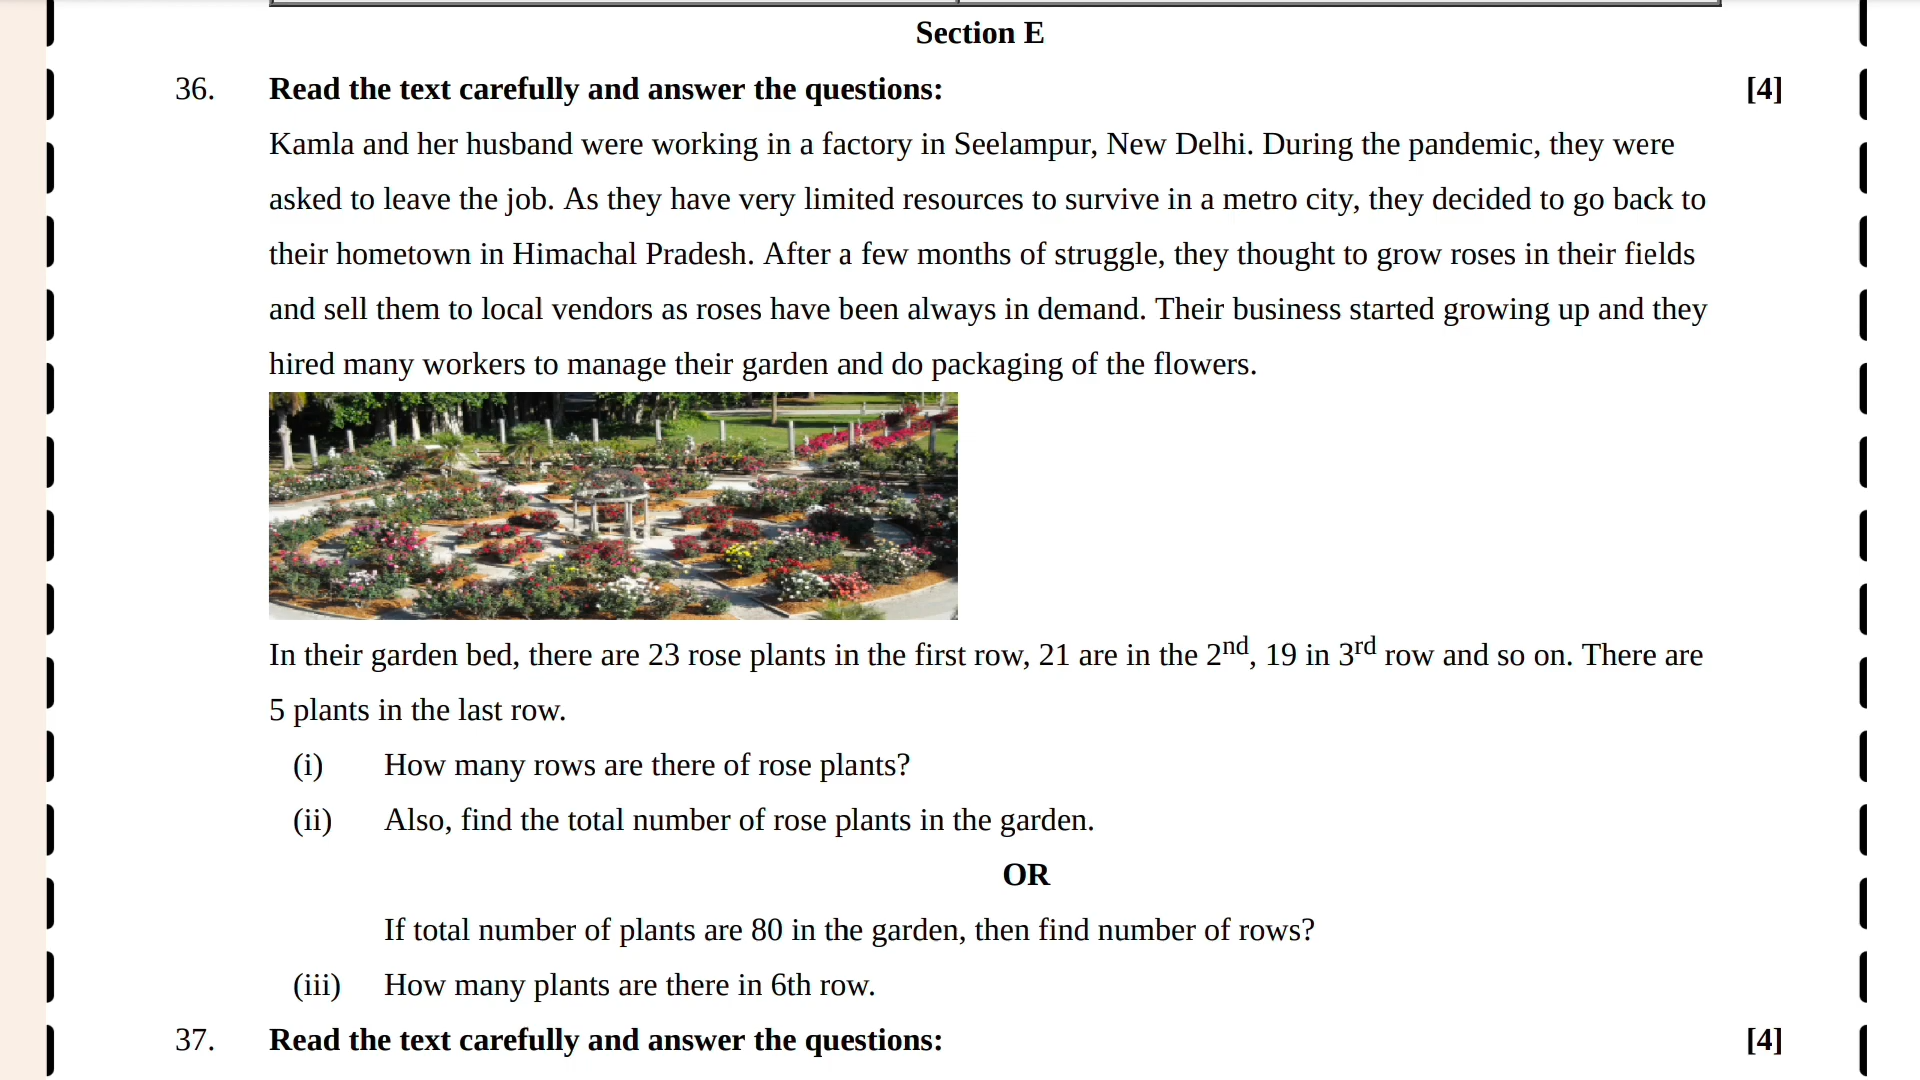 Section E
36. Read the text carefully and answer the questions: [4]
Kamla and her husband were working in a factory in Seelampur, New Delhi. During the pandemic, they were
asked to leave the job. As they have very limited resources to survive in a metro city, they decided to go back to
their hometown in Himachal Pradesh. After a few months of struggle, they thought to grow roses in their fields
and sell them to local vendors as roses have been always in demand. Their business started growing up and they
hired many workers to manage their garden and do packaging of the flowers.
In their garden bed, there are 23 rose plants in the first row, 21 are in the 2nd, 19 in 3rd row and so on. There are
5 plants in the last row.
(i) How many rows are there of rose plants?
(ii) Also, find the total number of rose plants in the garden.
OR
If total number of plants are 80 in the garden, then find number of rows?
(iii) How many plants are there in 6th row.
37. Read the text carefully and answer the questions: [4]